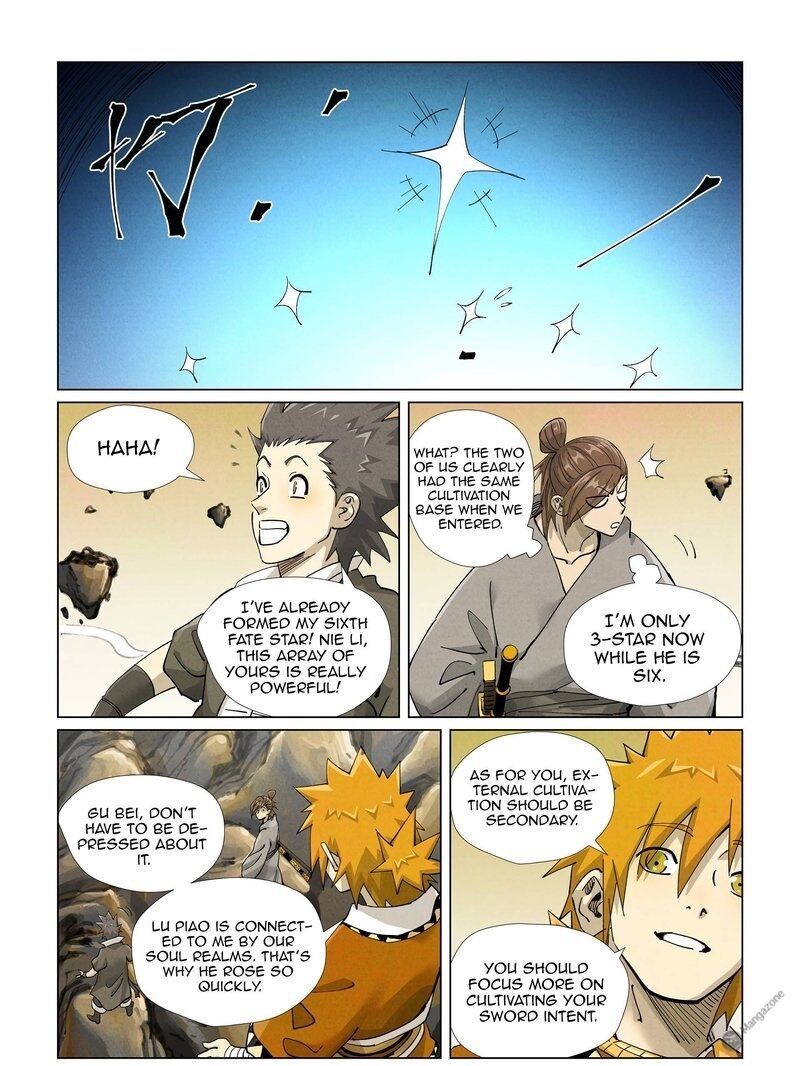 HAHA!
I'VE ALREADY
FORMED MY SIXTH
FATE STAR! NIE LI,
THIS ARRAY OF
YOURS IS REALLY
POWERFUL!
WHAT? THE TWO
OF US CLEARLY
HAD THE SAME
CULTIVATION
BASE WHEN WE
ENTERED.
I'M ONLY
3-STAR NOW
WHILE HE IS
SIX.
GU BEI, DON'T
HAVE TO BE DE-
PRESSED ABOUT
IT.
LU PIAO IS CONNECT-
ED TO ME BY OUR
SOUL REALMS. THAT'S
WHY HE ROSE SO
QUICKLY.
AS FOR YOU, EX-
TERNAL CULTIVA-
TION SHOULD BE
SECONDARY.
YOU SHOULD
FOCUS MORE ON
CULTIVATING YOUR
SWORD INTENT.
Mangazone